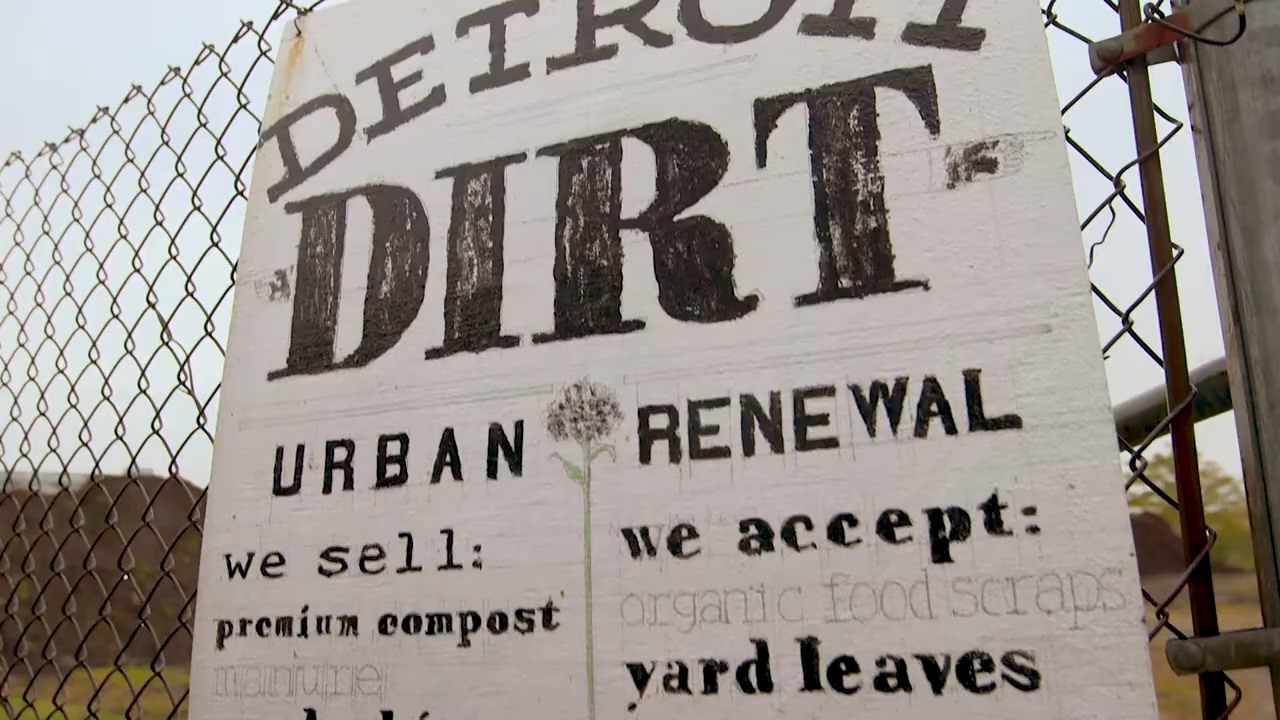 DETROIT
DIRT
URBAN RENEWAL
we sell:
premium compost
manure
we accept:
organic food scraps
yard leaves